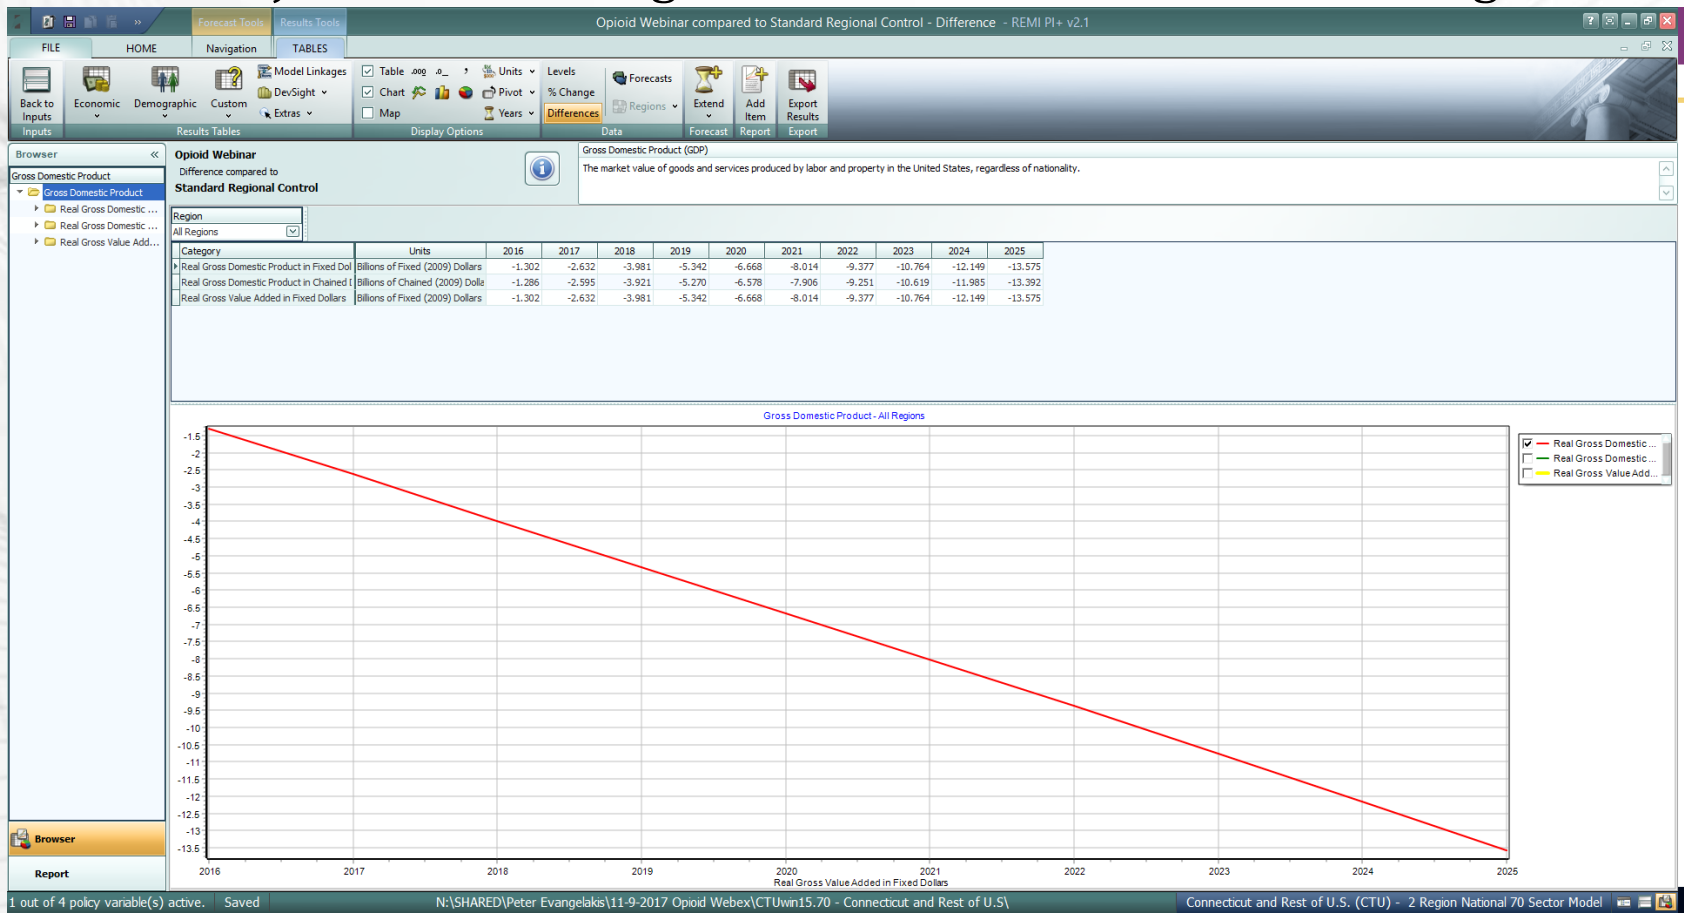 Opioid Webinar compared to Standard Regional Control - Difference - REMI PI+ v2.1
Forecast Tools Results Tools
FILE HOME Navigation TABLES
Back to Inputs
Economic
Demographic
Custom
Model Linkages
DevSight
Extras
Table .000 .0_ ,
Chart
Map
Units
Pivot
Years
Levels
% Change
Differences
Forecasts
Regions
Extend
Add Item
Export Results
Inputs Results Tables Display Options Data Forecast Report Export
Browser «
Gross Domestic Product
Gross Domestic Product
Real Gross Domestic ...
Real Gross Domestic ...
Real Gross Value Add...
Opioid Webinar
Difference compared to
Standard Regional Control
Gross Domestic Product (GDP)
The market value of goods and services produced by labor and property in the United States, regardless of nationality.
Region
All Regions
Category Units 2016 2017 2018 2019 2020 2021 2022 2023 2024 2025
Real Gross Domestic Product in Fixed Dol Billions of Fixed (2009) Dollars -1.302 -2.632 -3.981 -5.342 -6.668 -8.014 -9.377 -10.764 -12.149 -13.575
Real Gross Domestic Product in Chained [ Billions of Chained (2009) Dolla -1.286 -2.595 -3.921 -5.270 -6.578 -7.906 -9.251 -10.619 -11.985 -13.392
Real Gross Value Added in Fixed Dollars Billions of Fixed (2009) Dollars -1.302 -2.632 -3.981 -5.342 -6.668 -8.014 -9.377 -10.764 -12.149 -13.575
Gross Domestic Product - All Regions
-1.5
-2
-2.5
-3
-3.5
-4
-4.5
-5
-5.5
-6
-6.5
-7
-7.5
-8
-8.5
-9
-9.5
-10
-10.5
-11
-11.5
-12
-12.5
-13
-13.5
2016 2017 2018 2019 2020 2021 2022 2023 2024 2025
Real Gross Value Added in Fixed Dollars
Real Gross Domestic ...
Real Gross Domestic ...
Real Gross Value Add...
Browser
Report
1 out of 4 policy variable(s) active. Saved N:\SHARED\Peter Evangelakis\11-9-2017 Opioid Webex\CTUwin15.70 - Connecticut and Rest of U.S\ Connecticut and Rest of U.S. (CTU) - 2 Region National 70 Sector Model